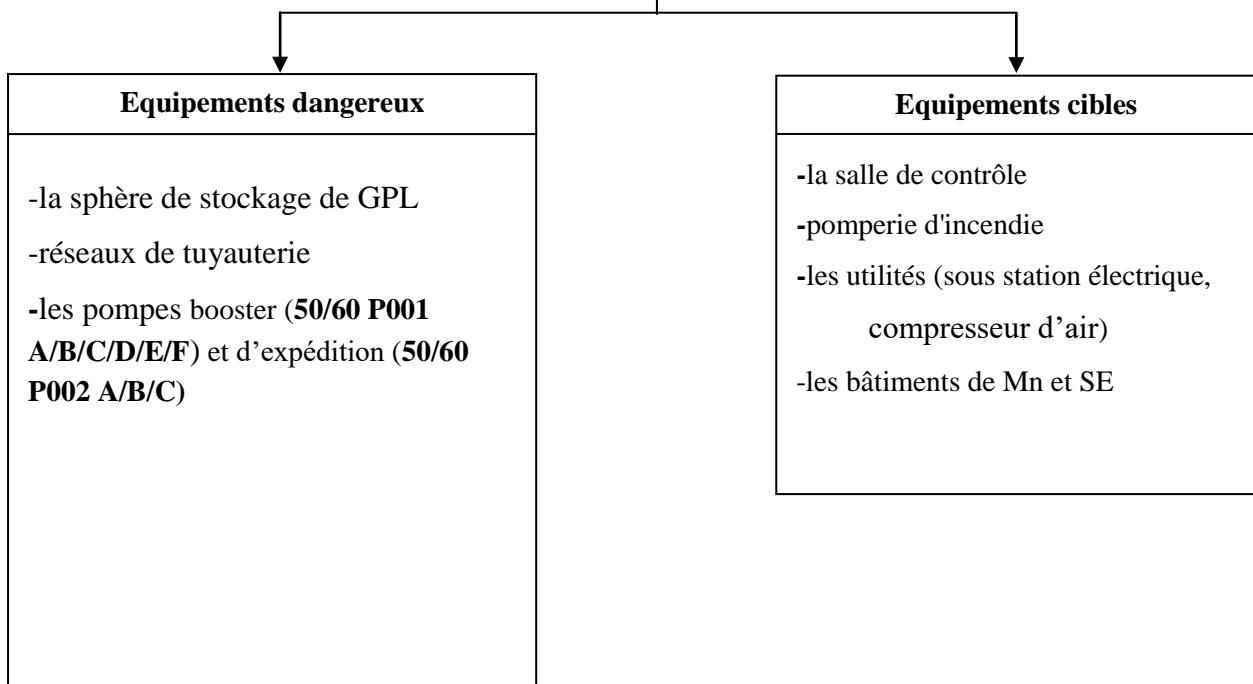 Equipements dangereux
-la sphère de stockage de GPL
-réseaux de tuyauterie
-les pompes booster (50/60 P001
A/B/C/D/E/F) et d’expédition (50/60
P002 A/B/C)
Equipements cibles
-la salle de contrôle
-pomperie d'incendie
-les utilités (sous station électrique,
compresseur d’air)
-les bâtiments de Mn et SE